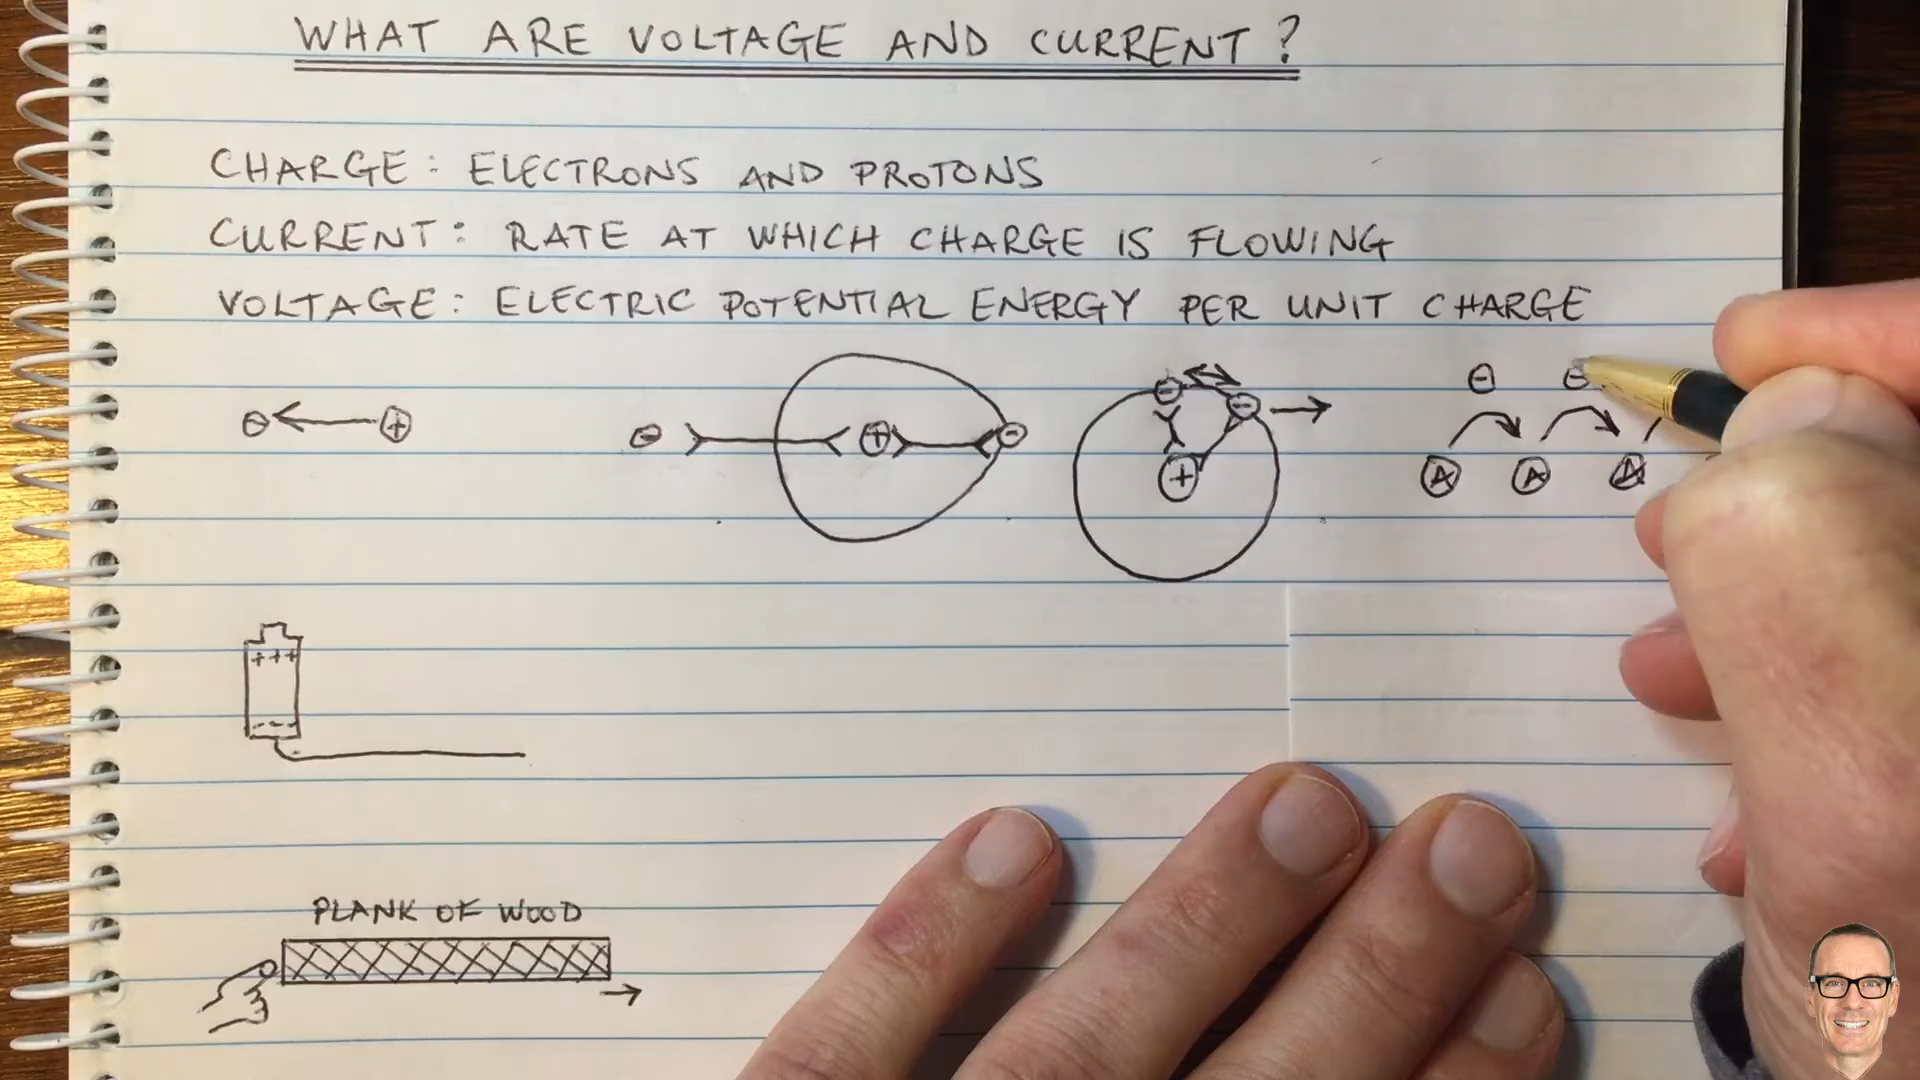 WHAT ARE VOLTAGE AND CURRENT?
CHARGE: ELECTRONS AND PROTONS
CURRENT: RATE AT WHICH CHARGE IS FLOWING
VOLTAGE: ELECTRIC POTENTIAL ENERGY PER UNIT CHARGE
⊖ ← ⊕ ⊖ ⊕ ⊖ ⊖ ⊖ ⊖ ⊖
+
A A A
+++
---
PLANK OF WOOD